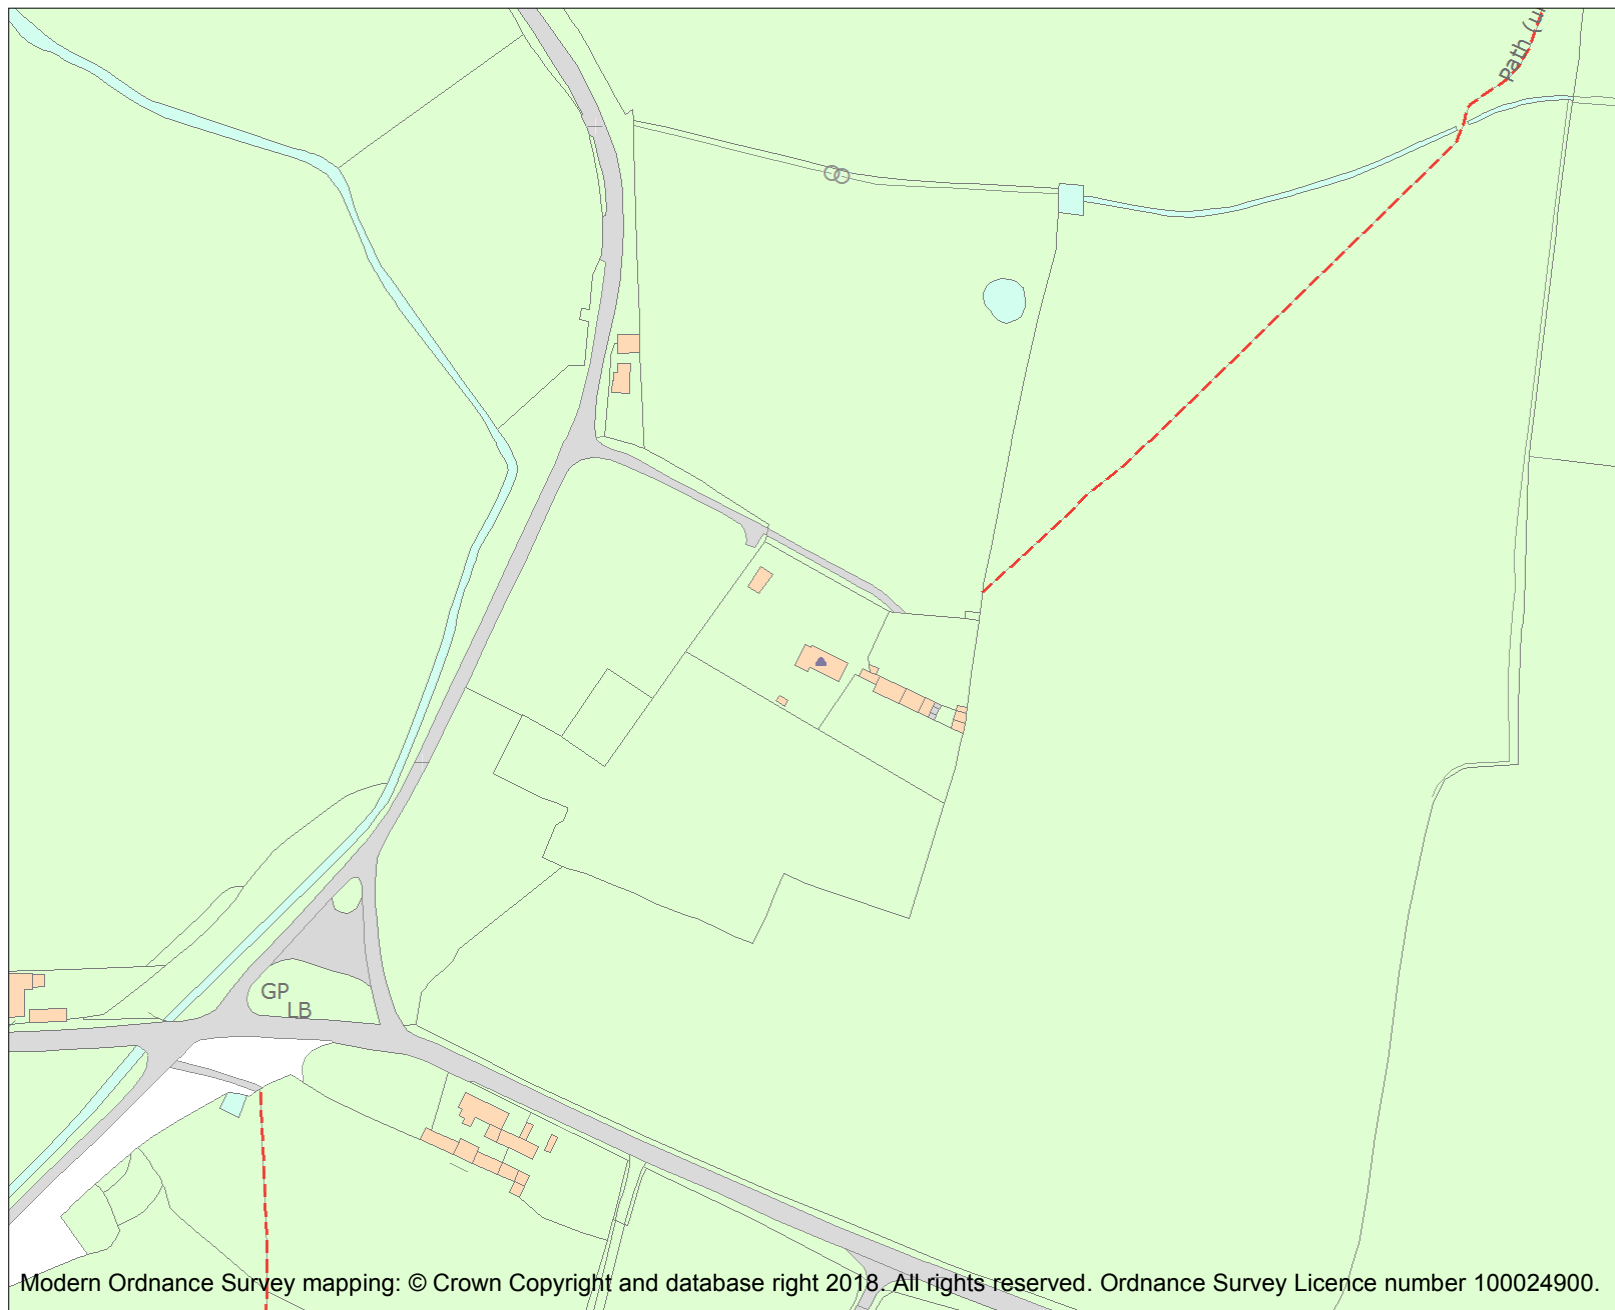 Path (u
GP
LB
Modern Ordnance Survey mapping: © Crown Copyright and database right 2018. All rights reserved. Ordnance Survey Licence number 100024900.